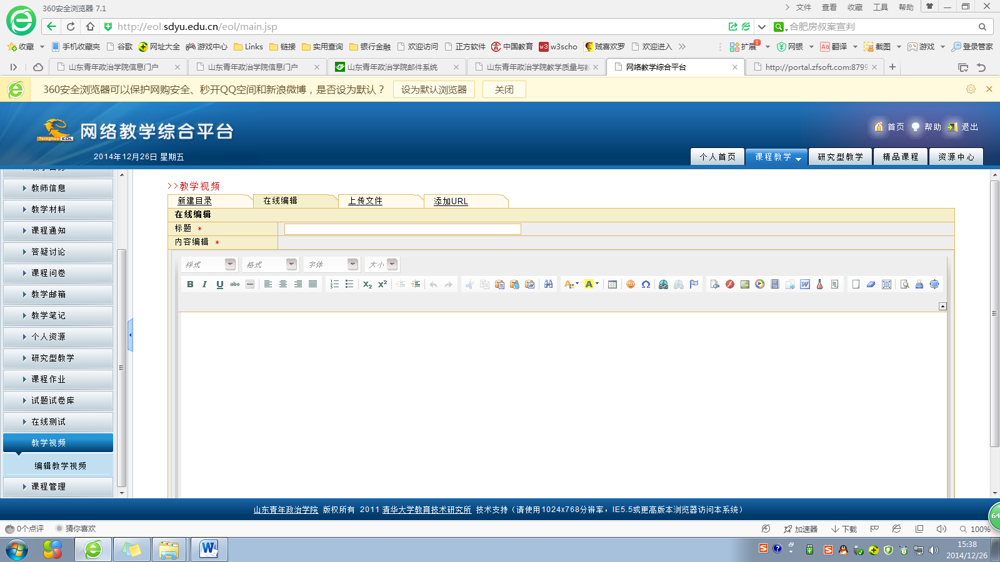 360安全浏览器 7.1
文件 查看 收藏 工具 帮助
http://eol.sdyu.edu.cn/eol/main.jsp
合肥房叔案宣判
收藏 手机收藏夹 谷歌 网址大全 游戏中心 Links 链接 实用查询 银行金融 欢迎访问 正方软件 中国教育 w3scho 贼喜欢罗 欢迎进入 扩展 1 网银 翻译 截图 游戏 登录管家
山东青年政治学院信息门户 山东青年政治学院信息门户 山东青年政治学院邮件系统 山东青年政治学院教学质量与 网络教学综合平台 http://portal.zfsoft.com:8799
360安全浏览器可以保护网购安全、秒开QQ空间和新浪微博，是否设为默认？ 设为默认浏览器 关闭
Tsinghua EOL 网络教学综合平台
首页 帮助 退出
2014年12月26日 星期五
个人首页 课程教学 研究型教学 精品课程 资源中心
教师信息
教学材料
课程通知
答疑讨论
课程问卷
教学邮箱
教学笔记
个人资源
研究型教学
课程作业
试题试卷库
在线测试
教学视频
编辑教学视频
课程管理
>>教学视频
新建目录 在线编辑 上传文件 添加URL
在线编辑
标题 *
内容编辑 *
样式 格式 字体 大小
山东青年政治学院 版权所有 2011 清华大学教育技术研究所 技术支持（请使用1024x768分辨率，IE5.5或更高版本浏览器访问本系统）
64
0个点评 猜你喜欢
加速器 下载 100%
15:38
2014/12/26